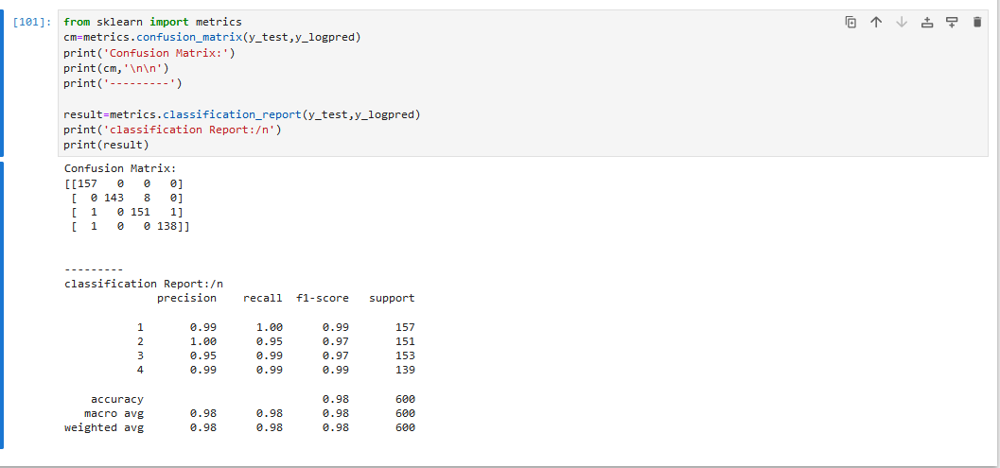 [101]: from sklearn import metrics
cm=metrics.confusion_matrix(y_test,y_logpred)
print('Confusion Matrix:')
print(cm,'\n\n')
print('---------')

result=metrics.classification_report(y_test,y_logpred)
print('classification Report:/n')
print(result)
Confusion Matrix:
[[157   0   0   0]
 [  0 143   8   0]
 [  1   0 151   1]
 [  1   0   0 138]]

---------
classification Report:/n
              precision    recall  f1-score   support

           1       0.99      1.00      0.99       157
           2       1.00      0.95      0.97       151
           3       0.95      0.99      0.97       153
           4       0.99      0.99      0.99       139

    accuracy                           0.98       600
   macro avg       0.98      0.98      0.98       600
weighted avg       0.98      0.98      0.98       600